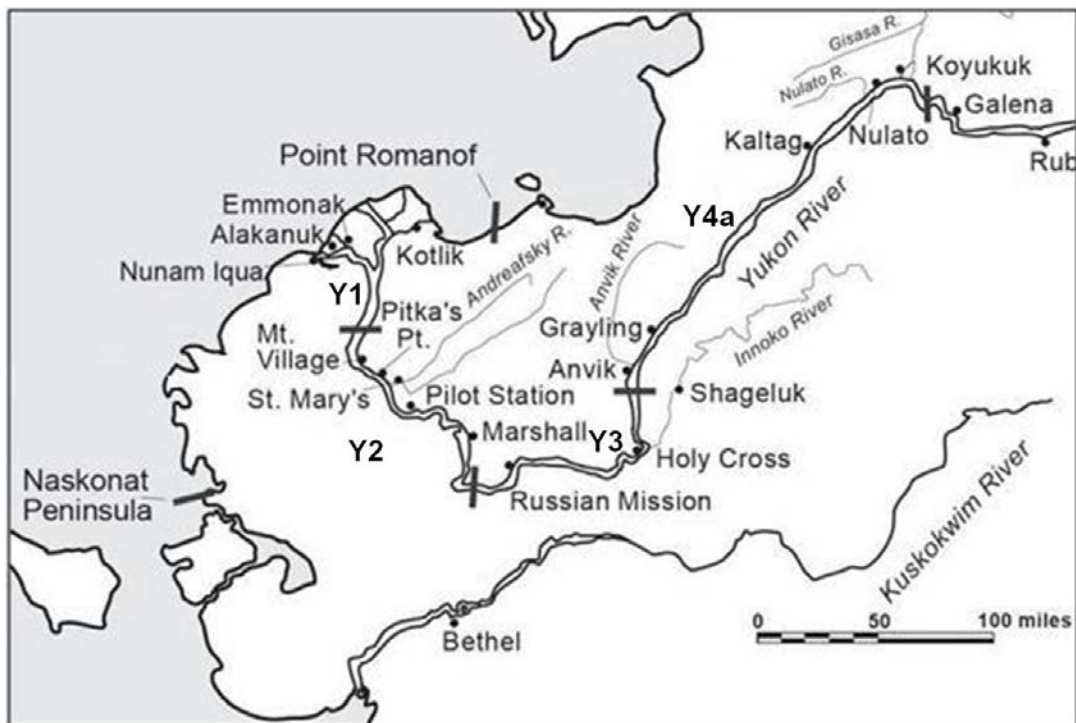 Gisasa R.
Koyukuk
Nulato R.
Galena
Nulato
Kaltag
Rub
Point Romanof
Emmonak
Alakanuk
Nunam Iqua
Kotlik
Andreafsky R.
Anvik River
Y4a
Yukon River
Y1
Pitka's
Pt.
Mt.
Village
Grayling
Innoko River
Anvik
Shageluk
St. Mary's
Pilot Station
Y2
Marshall
Y3
Holy Cross
Naskonat
Peninsula
Russian Mission
Kuskokwim River
Bethel
0 50 100 miles